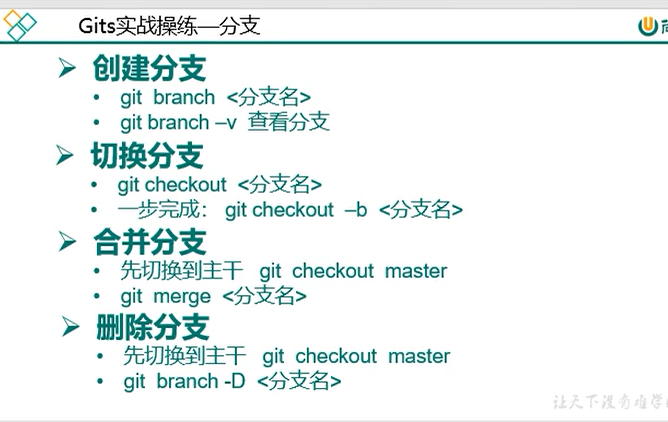 Gits实战操练—分支
➢ 创建分支
• git branch <分支名>
• git branch –v 查看分支
➢ 切换分支
• git checkout <分支名>
• 一步完成： git checkout –b <分支名>
➢ 合并分支
• 先切换到主干 git checkout master
• git merge <分支名>
➢ 删除分支
• 先切换到主干 git checkout master
• git branch -D <分支名>
让天下没有难学